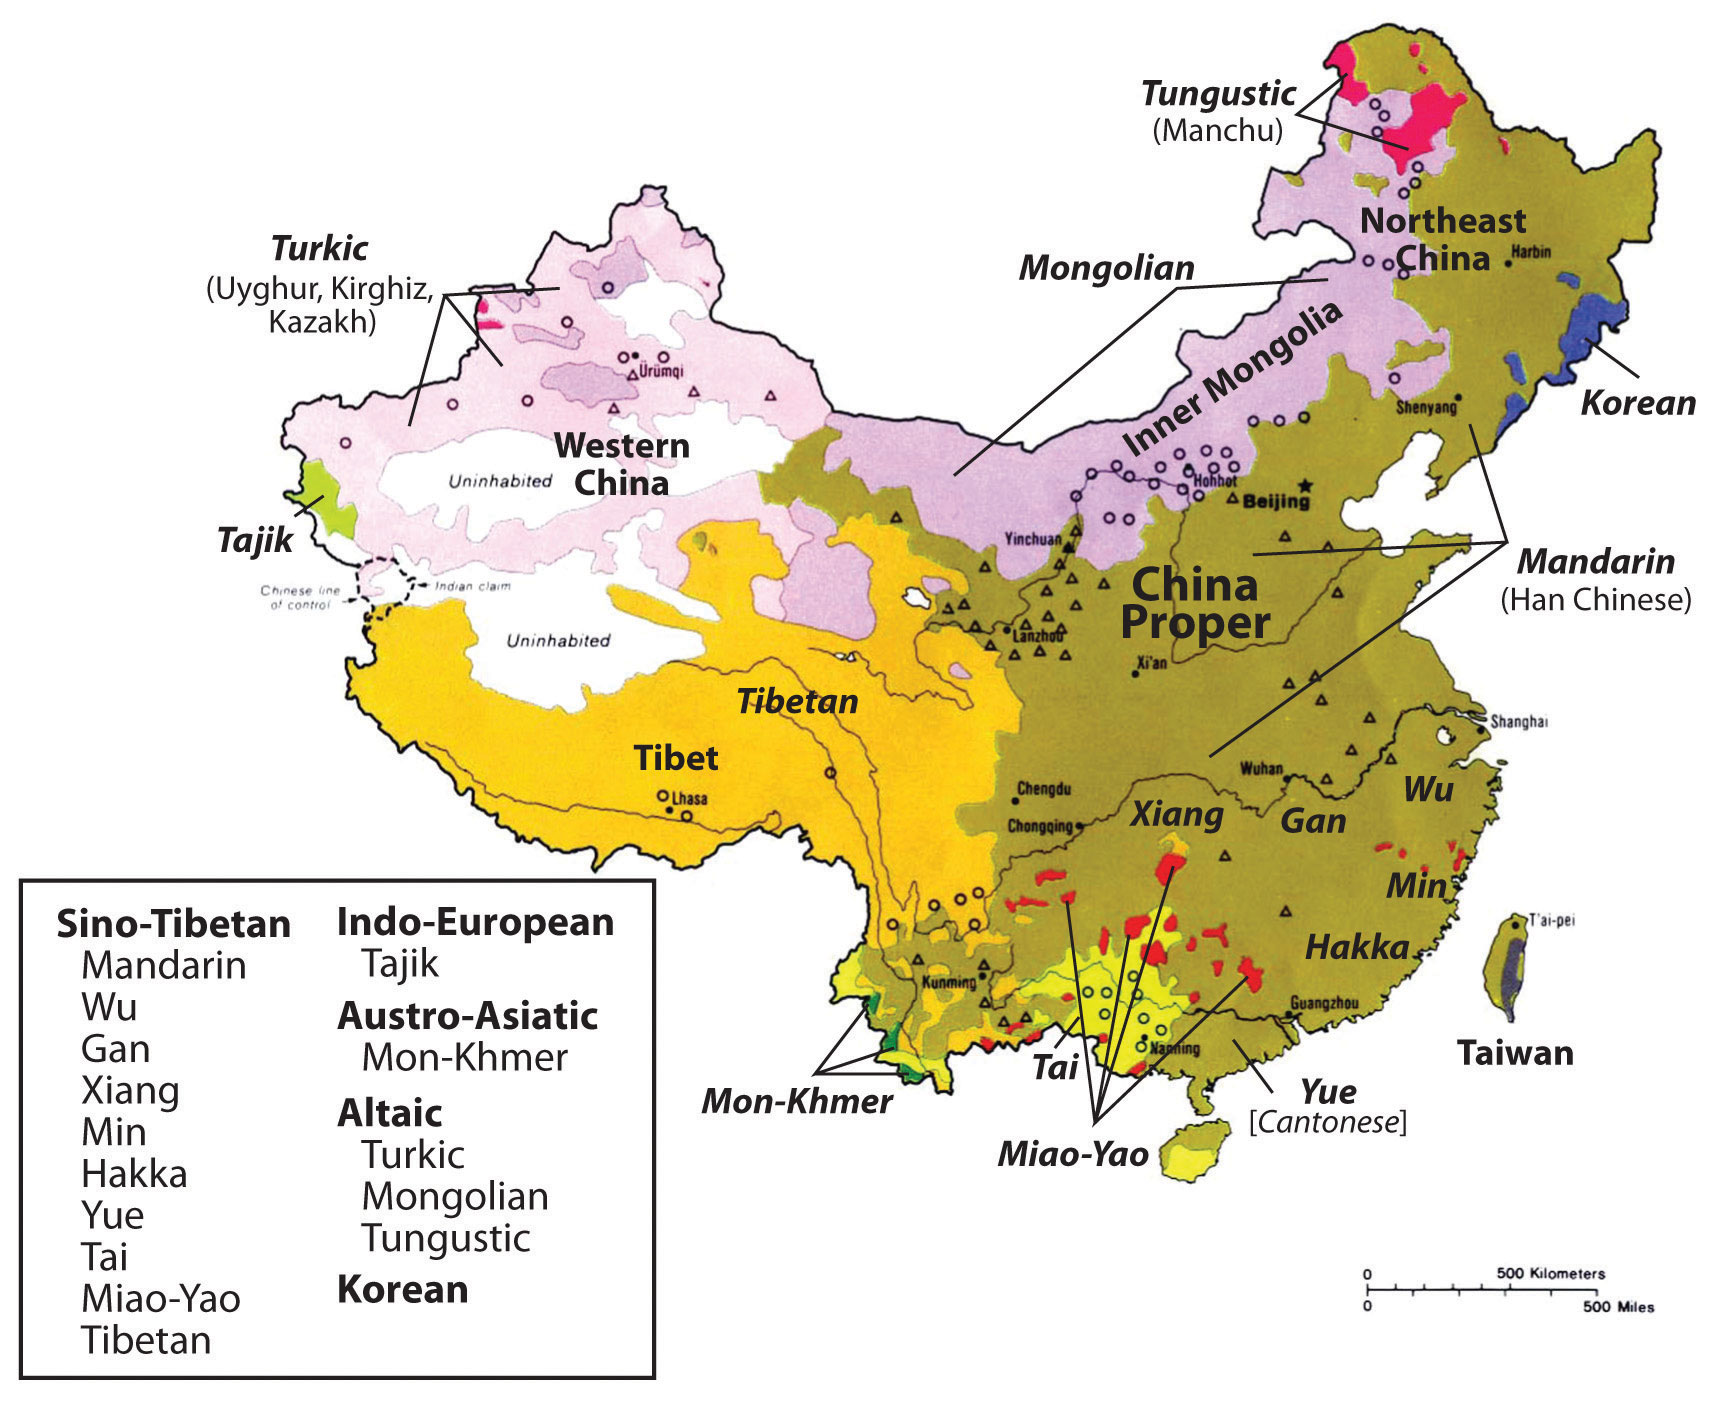 Tungustic
(Manchu)
Northeast
China
Harbin
Turkic
(Uyghur, Kirghiz,
Kazakh)
Mongolian
Inner Mongolia
Korean
Shenyang
Ürümqi
Western
China
Uninhabited
Hohhot
Beijing
Tajik
Yinchuan
Mandarin
(Han Chinese)
Chinese line
of control
Indian claim
China
Proper
Uninhabited
Lanzhou
Xi'an
Tibetan
Tibet
Shanghai
Lhasa
Chengdu
Chongqing
Wuhan
Wu
Xiang
Gan
Min
Hakka
T'ai-pei
Kunming
Guangzhou
Nanning
Taiwan
Tai
Mon-Khmer
Yue
[Cantonese]
Miao-Yao
Sino-Tibetan
Mandarin
Wu
Gan
Xiang
Min
Hakka
Yue
Tai
Miao-Yao
Tibetan
Indo-European
Tajik
Austro-Asiatic
Mon-Khmer
Altaic
Turkic
Mongolian
Tungustic
Korean
0 500 Kilometers
0 500 Miles